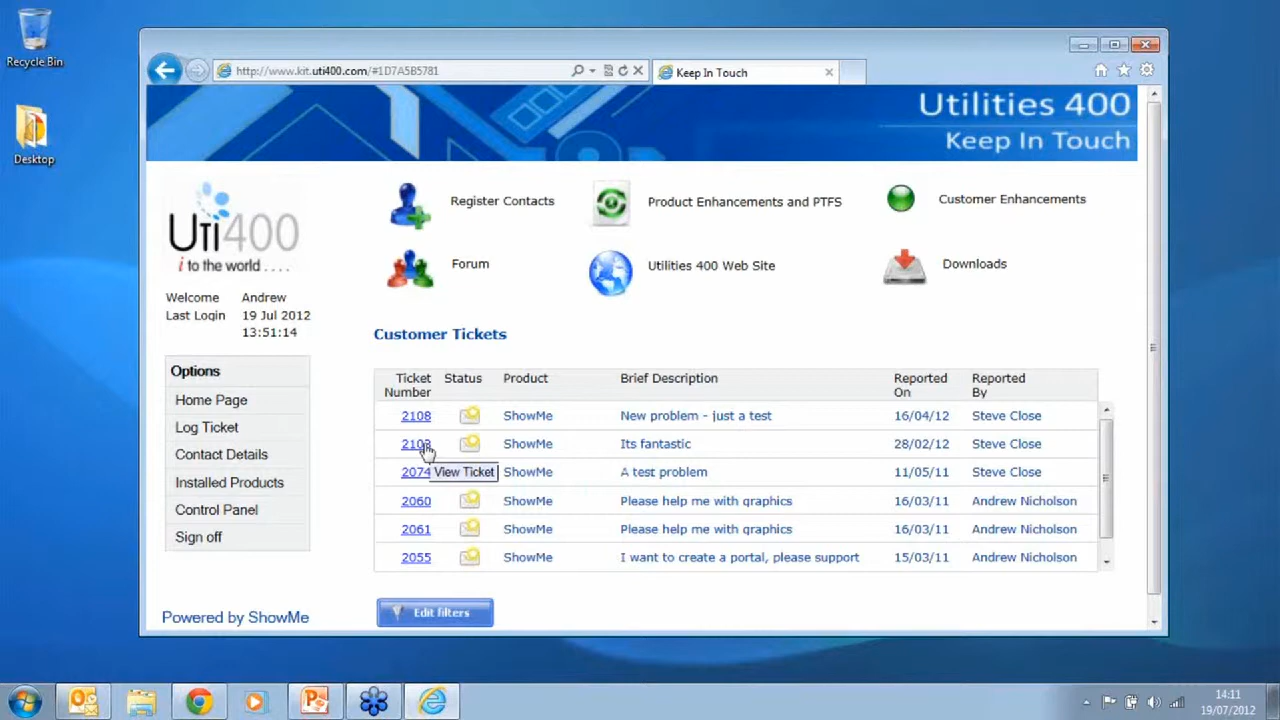 Recycle Bin
Desktop
http://www.kit.uti400.com/#1D7A5B5781
Keep In Touch
Utilities 400
Keep In Touch
Uti400
i to the world . . . .
Welcome Andrew
Last Login 19 Jul 2012
13:51:14
Register Contacts
Product Enhancements and PTFS
Customer Enhancements
Forum
Utilities 400 Web Site
Downloads
Options
Home Page
Log Ticket
Contact Details
Installed Products
Control Panel
Sign off
Powered by ShowMe
Customer Tickets
Ticket Number Status Product Brief Description Reported On Reported By
2108 ShowMe New problem - just a test 16/04/12 Steve Close
2103 ShowMe Its fantastic 28/02/12 Steve Close
2074 View Ticket ShowMe A test problem 11/05/11 Steve Close
2060 ShowMe Please help me with graphics 16/03/11 Andrew Nicholson
2061 ShowMe Please help me with graphics 16/03/11 Andrew Nicholson
2055 ShowMe I want to create a portal, please support 15/03/11 Andrew Nicholson
Edit filters
14:11
19/07/2012